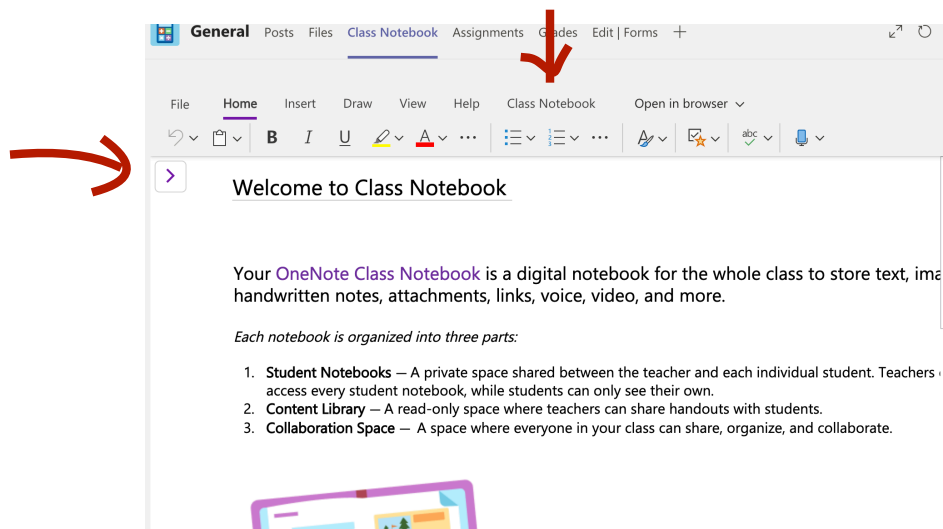 General Posts Files Class Notebook Assignments Grades Edit | Forms
File Home Insert Draw View Help Class Notebook Open in browser
B I U A abc
Welcome to Class Notebook
Your OneNote Class Notebook is a digital notebook for the whole class to store text,
handwritten notes, attachments, links, voice, video, and more.
Each notebook is organized into three parts:
1. Student Notebooks — A private space shared between the teacher and each individual student. Teachers
access every student notebook, while students can only see their own.
2. Content Library — A read-only space where teachers can share handouts with students.
3. Collaboration Space — A space where everyone in your class can share, organize, and collaborate.